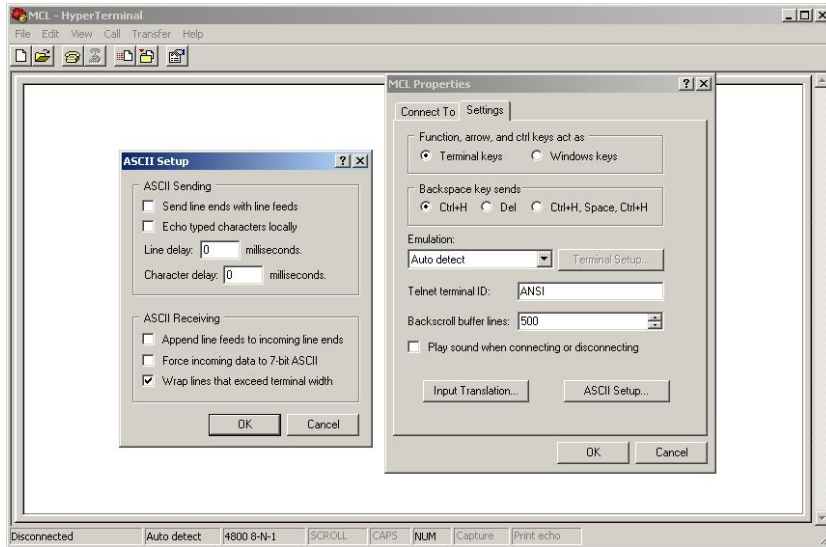 MCL - HyperTerminal
File Edit View Call Transfer Help
MCL Properties
Connect To Settings
Function, arrow, and ctrl keys act as
Terminal keys Windows keys
Backspace key sends
Ctrl+H Del Ctrl+H, Space, Ctrl+H
Emulation:
Auto detect Terminal Setup...
Telnet terminal ID: ANSI
Backscroll buffer lines: 500
Play sound when connecting or disconnecting
Input Translation... ASCII Setup...
OK Cancel
ASCII Setup
ASCII Sending
Send line ends with line feeds
Echo typed characters locally
Line delay: 0 milliseconds.
Character delay: 0 milliseconds.
ASCII Receiving
Append line feeds to incoming line ends
Force incoming data to 7-bit ASCII
Wrap lines that exceed terminal width
OK Cancel
Disconnected Auto detect 4800 8-N-1 SCROLL CAPS NUM Capture Print echo